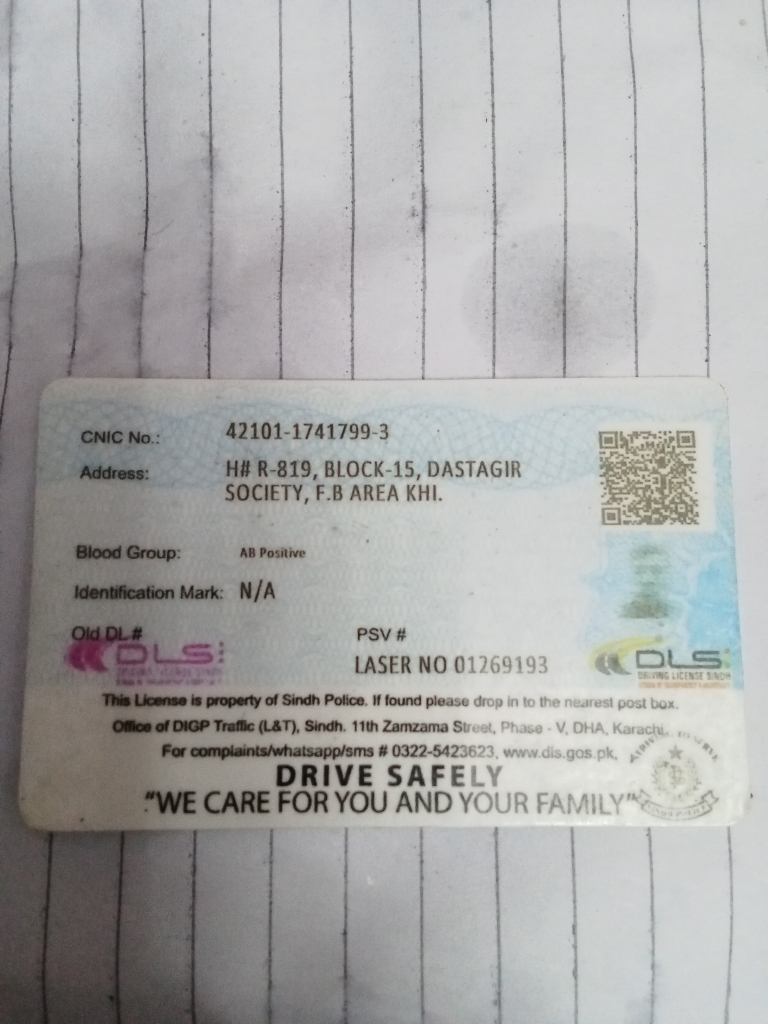 CNIC No.: 42101-1741799-3
Address: H# R-819, BLOCK-15, DASTAGIR
SOCIETY, F.B AREA KHI.
Blood Group: AB Positive
Identification Mark: N/A
Old DL # PSV #
DLS
LASER NO 01269193
DLS
DRIVING LICENSE SINDH
This License is property of Sindh Police. If found please drop in to the nearest post box.
Office of DIGP Traffic (L&T), Sindh. 11th Zamzama Street, Phase - V, DHA, Karachi.
For complaints/whatsapp/sms # 0322-5423623, www.dls.gos.pk,
DRIVE SAFELY
"WE CARE FOR YOU AND YOUR FAMILY"